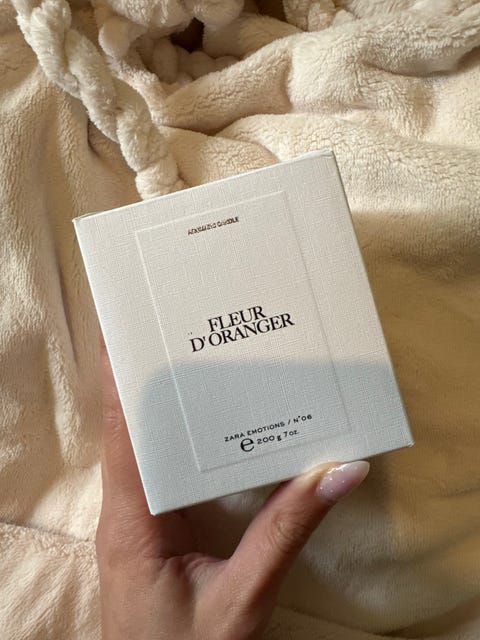 FLEUR
D'ORANGER
ZARA EMOTIONS / N°06
e 200 g 7 oz.